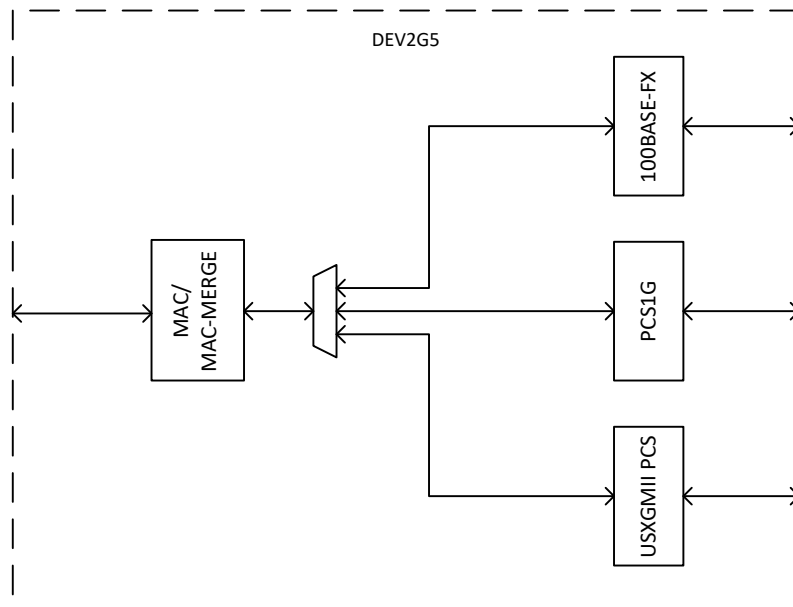 DEV2G5
100BASE-FX
MAC/
MAC-MERGE
PCS1G
USXGMII PCS